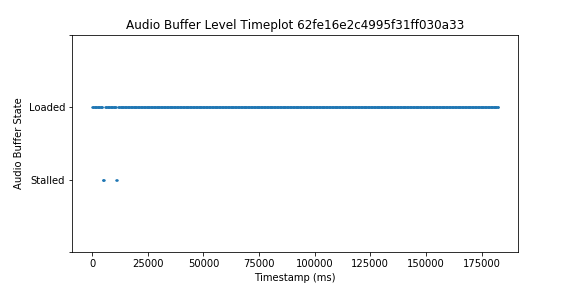 Audio Buffer Level Timeplot 62fe16e2c4995f31ff030a33
Audio Buffer State
Loaded
Stalled
0 25000 50000 75000 100000 125000 150000 175000
Timestamp (ms)